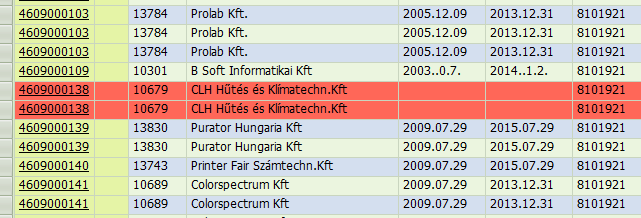 4609000103 13784 Prolab Kft. 2005.12.09 2013.12.31 8101921
4609000103 13784 Prolab Kft. 2005.12.09 2013.12.31 8101921
4609000103 13784 Prolab Kft. 2005.12.09 2013.12.31 8101921
4609000109 10301 B Soft Informatikai Kft 2003..0.7. 2014..1.2. 8101921
4609000138 10679 CLH Hűtés és Klímatechn.Kft 8101921
4609000138 10679 CLH Hűtés és Klímatechn.Kft 8101921
4609000139 13830 Purator Hungaria Kft 2009.07.29 2015.07.29 8101921
4609000139 13830 Purator Hungaria Kft 2009.07.29 2015.07.29 8101921
4609000140 13743 Printer Fair Számtechn.Kft 2009.07.29 2015.07.29 8101921
4609000141 10689 Colorspectrum Kft 2009.07.29 2013.12.31 8101921
4609000141 10689 Colorspectrum Kft 2009.07.29 2013.12.31 8101921